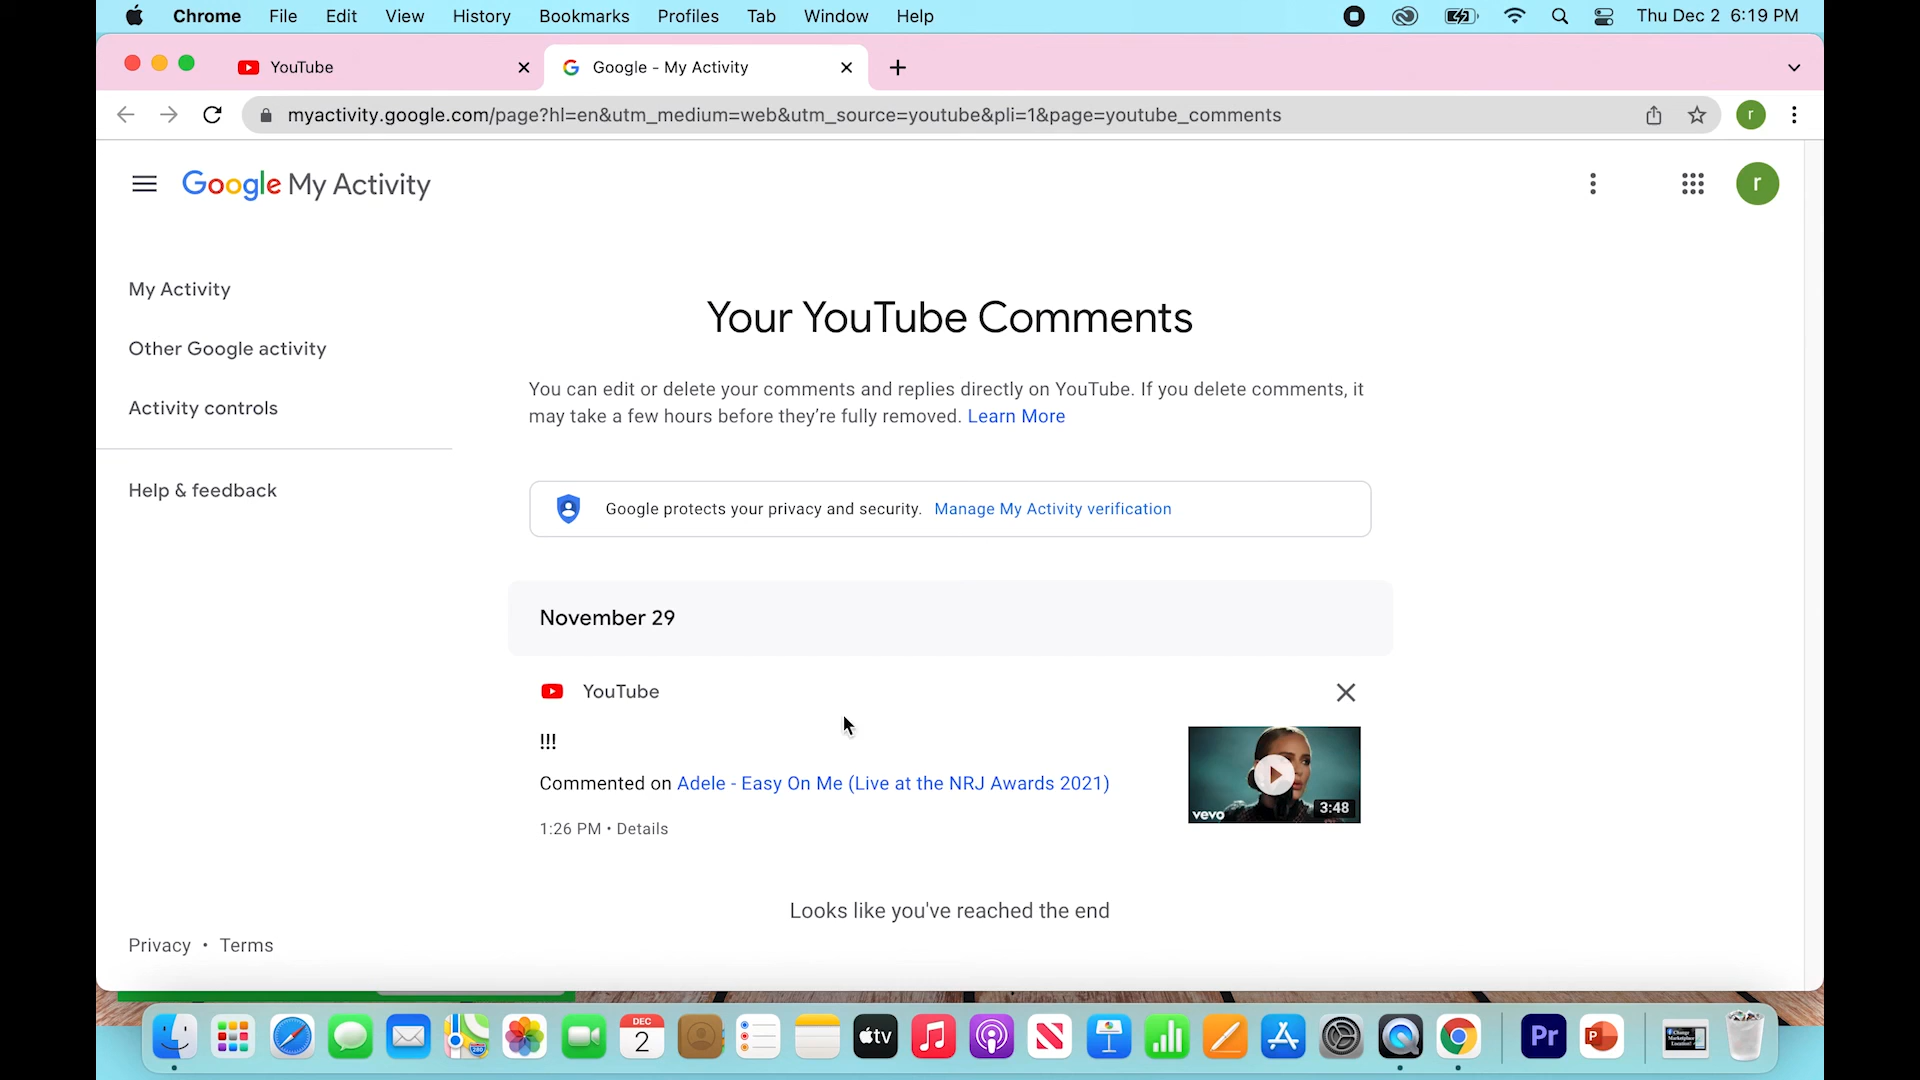 Chrome File Edit View History Bookmarks Profiles Tab Window Help Thu Dec 2 6:19 PM
YouTube Google - My Activity
myactivity.google.com/page?hl=en&utm_medium=web&utm_source=youtube&pli=1&page=youtube_comments r
Google My Activity r
My Activity
Other Google activity
Activity controls
Help & feedback
Your YouTube Comments
You can edit or delete your comments and replies directly on YouTube. If you delete comments, it
may take a few hours before they're fully removed. Learn More
Google protects your privacy and security. Manage My Activity verification
November 29
YouTube
!!!
Commented on Adele - Easy On Me (Live at the NRJ Awards 2021)
vevo 3:48
1:26 PM • Details
Looks like you've reached the end
Privacy • Terms
DEC
2
tv
Pr
P